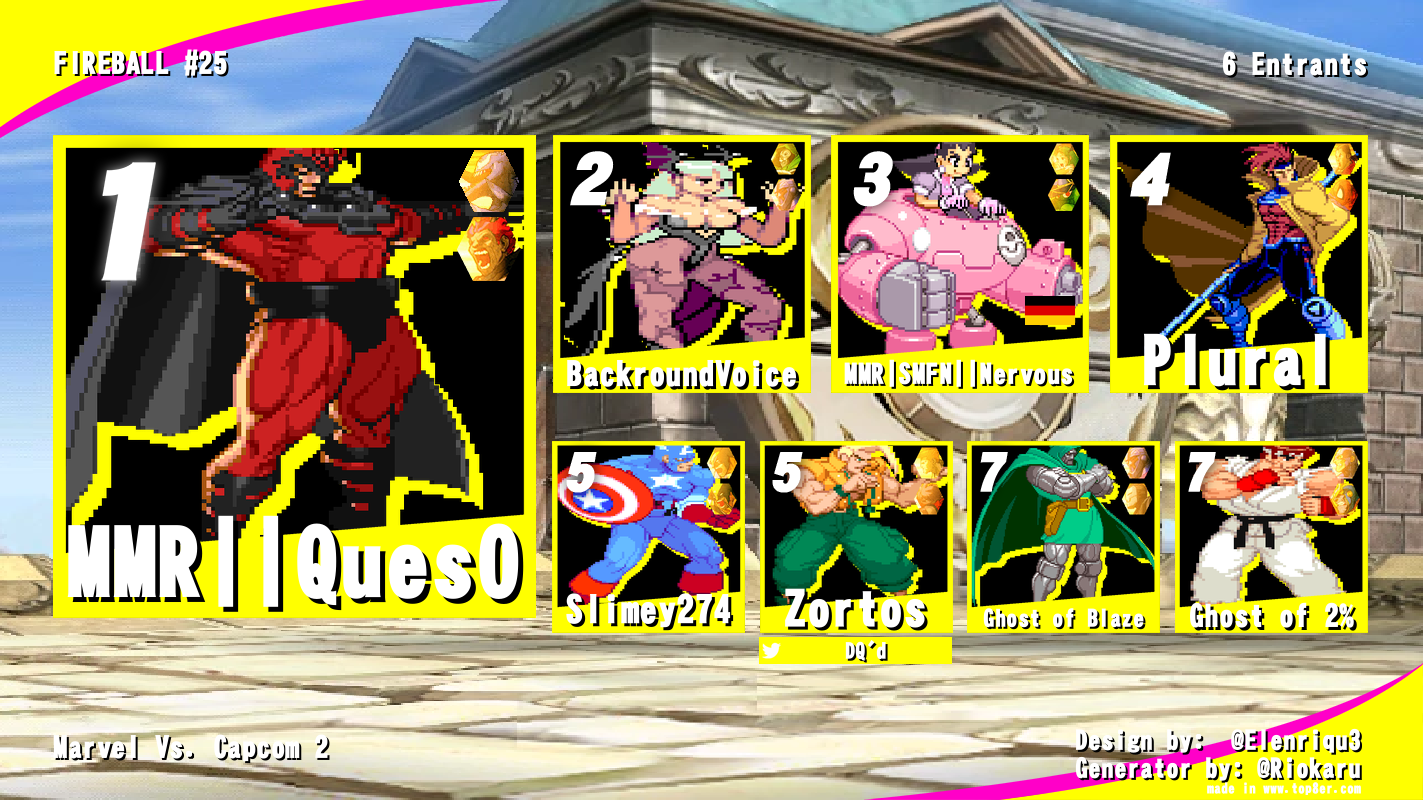 FIREBALL #25
6 Entrants
1
MMR||QuesO
2
BackroundVoice
3
MMR|SMFN||Nervous
4
Plural
5
Slimey274
5
Zortos
DQ'd
7
Ghost of Blaze
7
Ghost of 2%
Marvel Vs. Capcom 2
Design by: @Elenriqu3
Generator by: @Riokaru
made in www.top8er.com